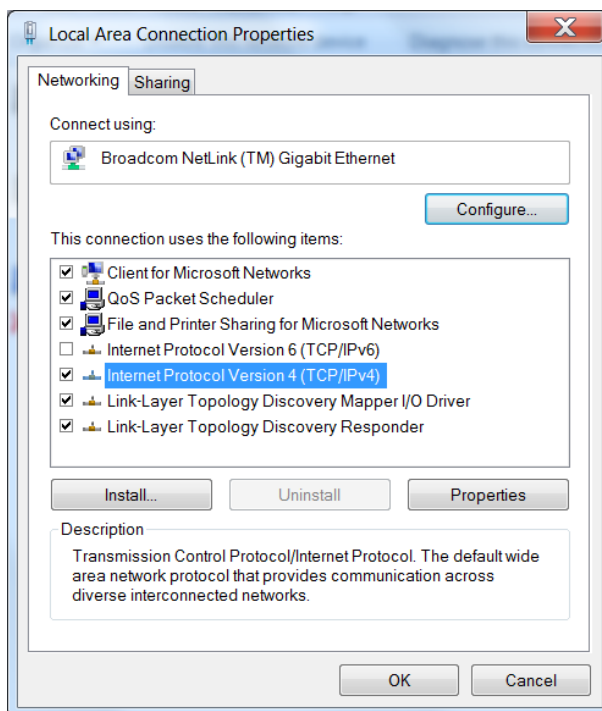 Local Area Connection Properties
Networking
Sharing
Connect using:
Broadcom NetLink (TM) Gigabit Ethernet
Configure...
This connection uses the following items:
Client for Microsoft Networks
QoS Packet Scheduler
File and Printer Sharing for Microsoft Networks
Internet Protocol Version 6 (TCP/IPv6)
Internet Protocol Version 4 (TCP/IPv4)
Link-Layer Topology Discovery Mapper I/O Driver
Link-Layer Topology Discovery Responder
Install...
Uninstall
Properties
Description
Transmission Control Protocol/Internet Protocol. The default wide
area network protocol that provides communication across
diverse interconnected networks.
OK
Cancel